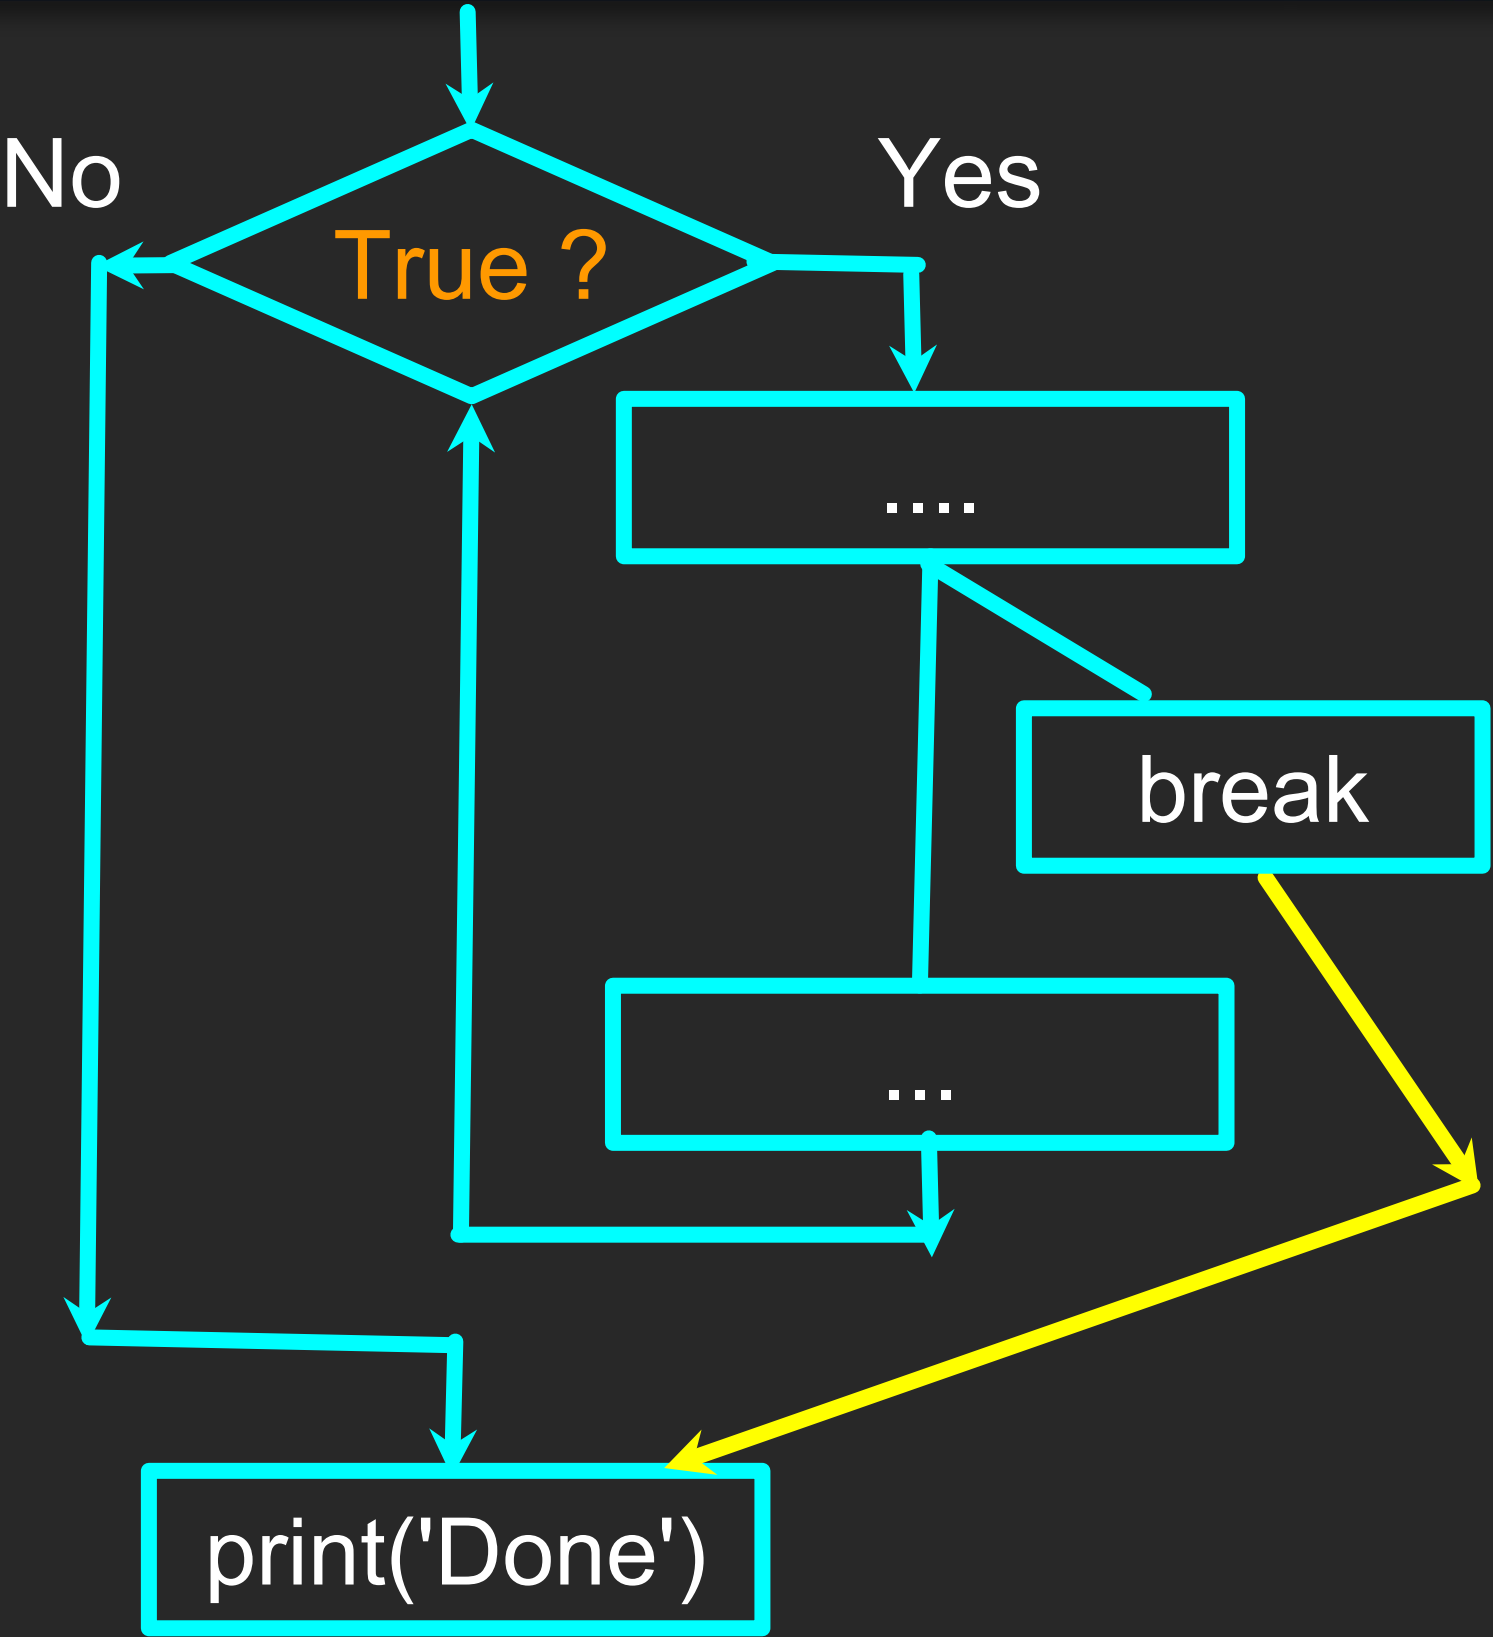 No
Yes
True ?
....
break
...
print('Done')